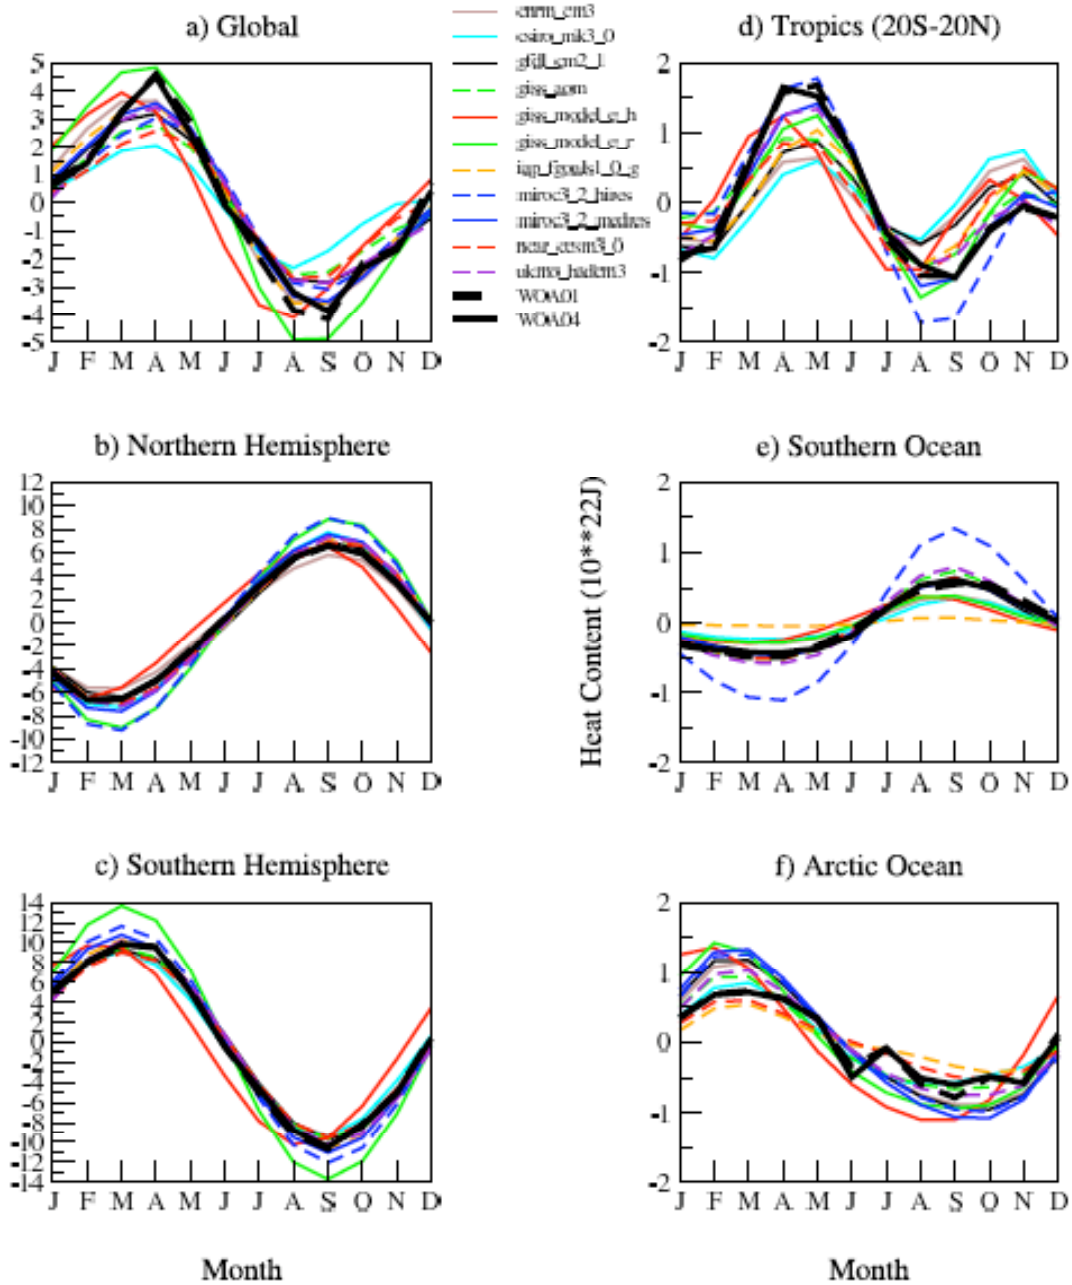 a) Global
5
4
3
2
1
0
-1
-2
-3
-4
-5
J F M A M J J A S O N D
cnrm_cm3
csiro_mk3_0
gfdl_cm2_1
giss_aom
giss_model_e_h
giss_model_e_r
iap_fgoals1_0_g
miroc3_2_hires
miroc3_2_medres
ncar_ccsm3_0
ukmo_hadcm3
WOA01
WOA04
d) Tropics (20S-20N)
2
1
0
-1
-2
J F M A M J J A S O N D
b) Northern Hemisphere
12
10
8
6
4
2
0
-2
-4
-6
-8
-10
-12
J F M A M J J A S O N D
e) Southern Ocean
Heat Content (10**22J)
2
1
0
-1
-2
J F M A M J J A S O N D
c) Southern Hemisphere
14
12
10
8
6
4
2
0
-2
-4
-6
-8
-10
-12
-14
J F M A M J J A S O N D
Month
f) Arctic Ocean
2
1
0
-1
-2
J F M A M J J A S O N D
Month